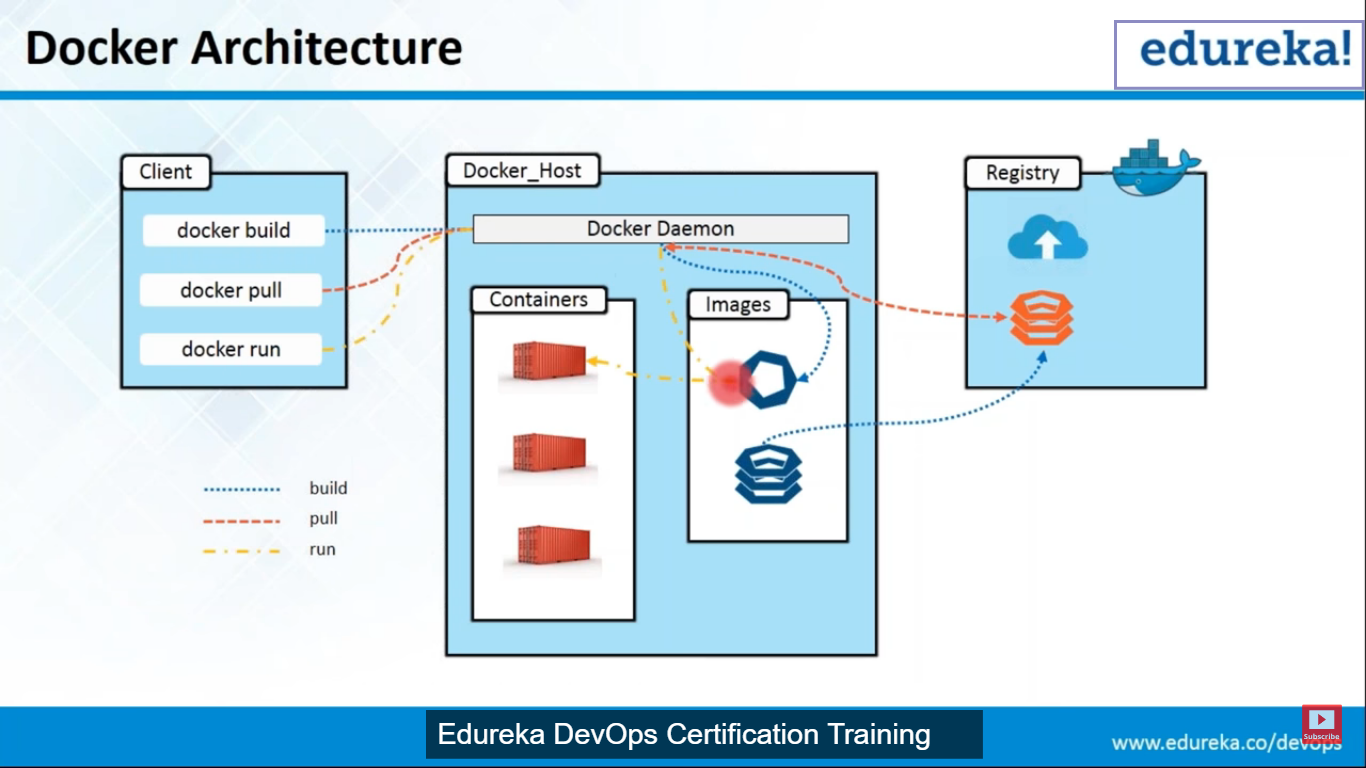 Docker Architecture
edureka!
Client
docker build
docker pull
docker run
Docker_Host
Docker Daemon
Containers
Images
Registry
build
pull
run
Edureka DevOps Certification Training
Subscribe
www.edureka.co/devops